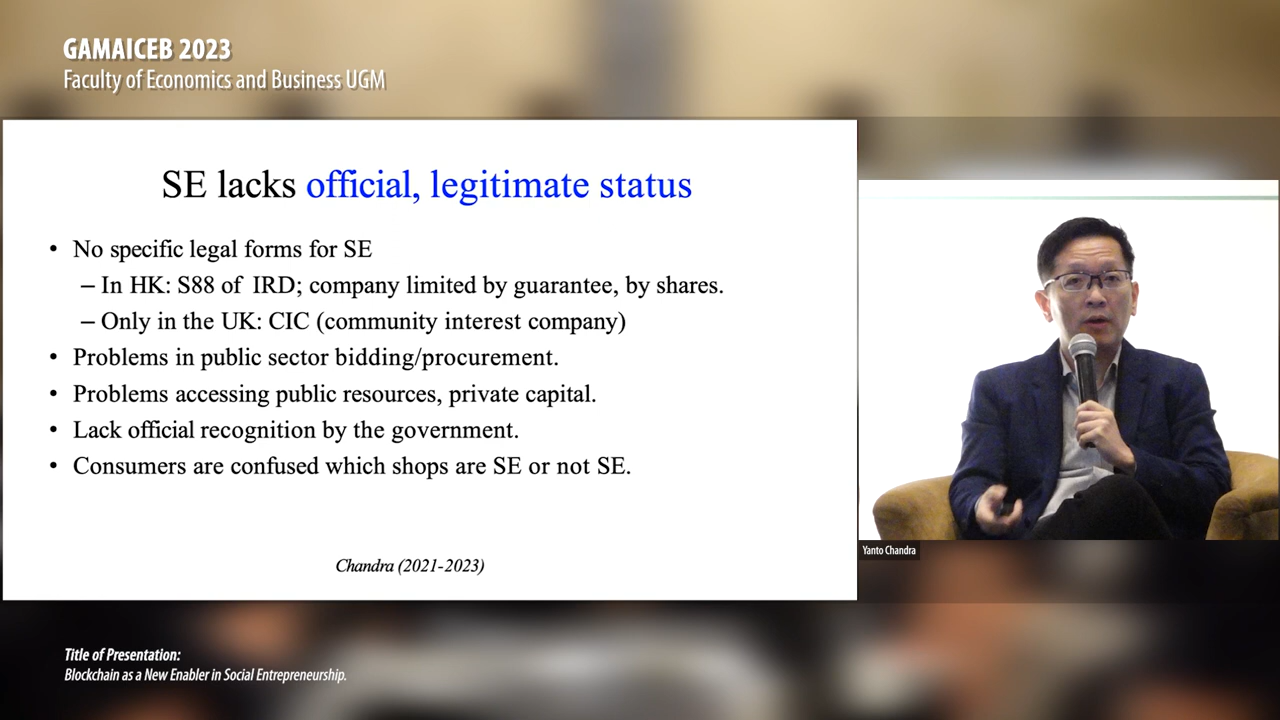 GAMAICEB 2023
Faculty of Economics and Business UGM
SE lacks official, legitimate status
• No specific legal forms for SE
– In HK: S88 of IRD; company limited by guarantee, by shares.
– Only in the UK: CIC (community interest company)
• Problems in public sector bidding/procurement.
• Problems accessing public resources, private capital.
• Lack official recognition by the government.
• Consumers are confused which shops are SE or not SE.
Chandra (2021-2023)
Yanto Chandra
Title of Presentation:
Blockchain as a New Enabler in Social Entrepreneurship.